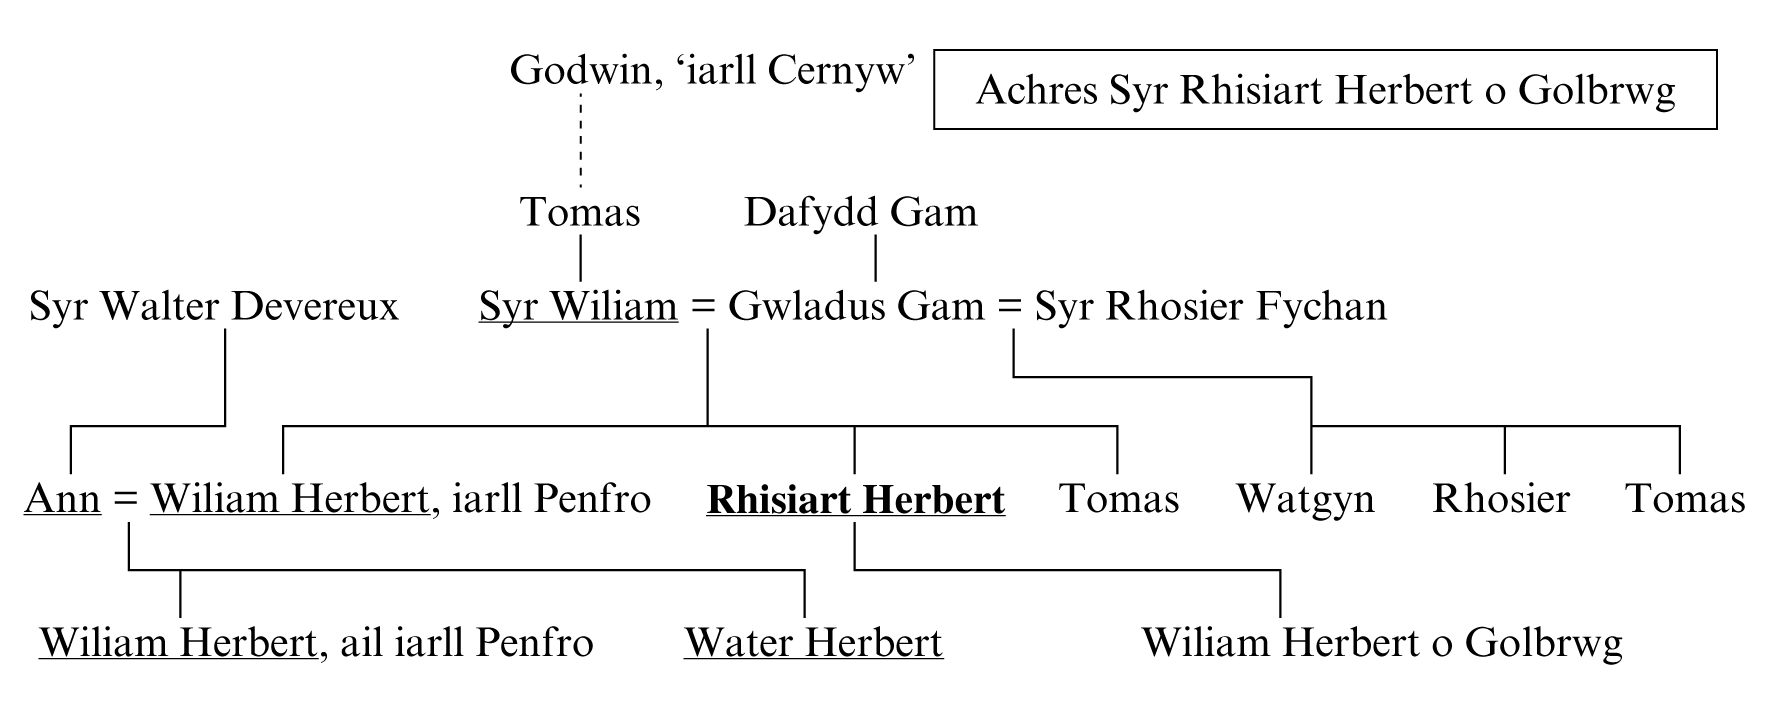 Godwin, ‘iarll Cernyw’
Achres Syr Rhisiart Herbert o Golbrwg
Tomas
Dafydd Gam
Syr Walter Devereux
Syr Wiliam = Gwladus Gam = Syr Rhosier Fychan
Ann = Wiliam Herbert, iarll Penfro
Rhisiart Herbert
Tomas
Watgyn
Rhosier
Tomas
Wiliam Herbert, ail iarll Penfro
Water Herbert
Wiliam Herbert o Golbrwg